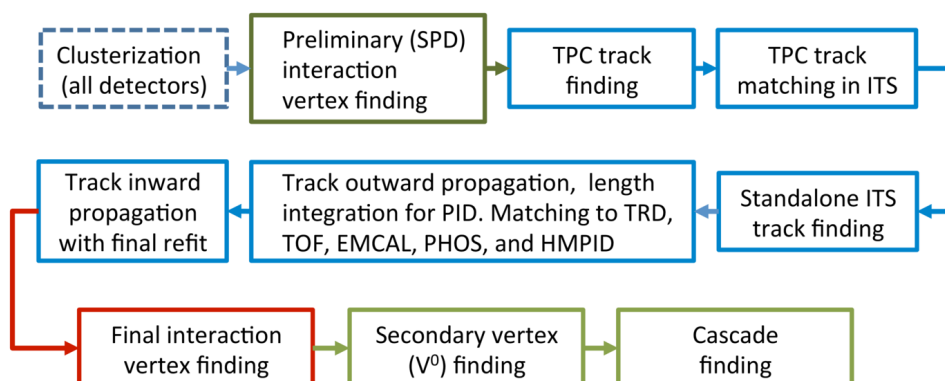 Clusterization
(all detectors)
Preliminary (SPD)
interaction
vertex finding
TPC track
finding
TPC track
matching in ITS
Track inward
propagation
with final refit
Track outward propagation, length
integration for PID. Matching to TRD,
TOF, EMCAL, PHOS, and HMPID
Standalone ITS
track finding
Final interaction
vertex finding
Secondary vertex
(V⁰) finding
Cascade
finding